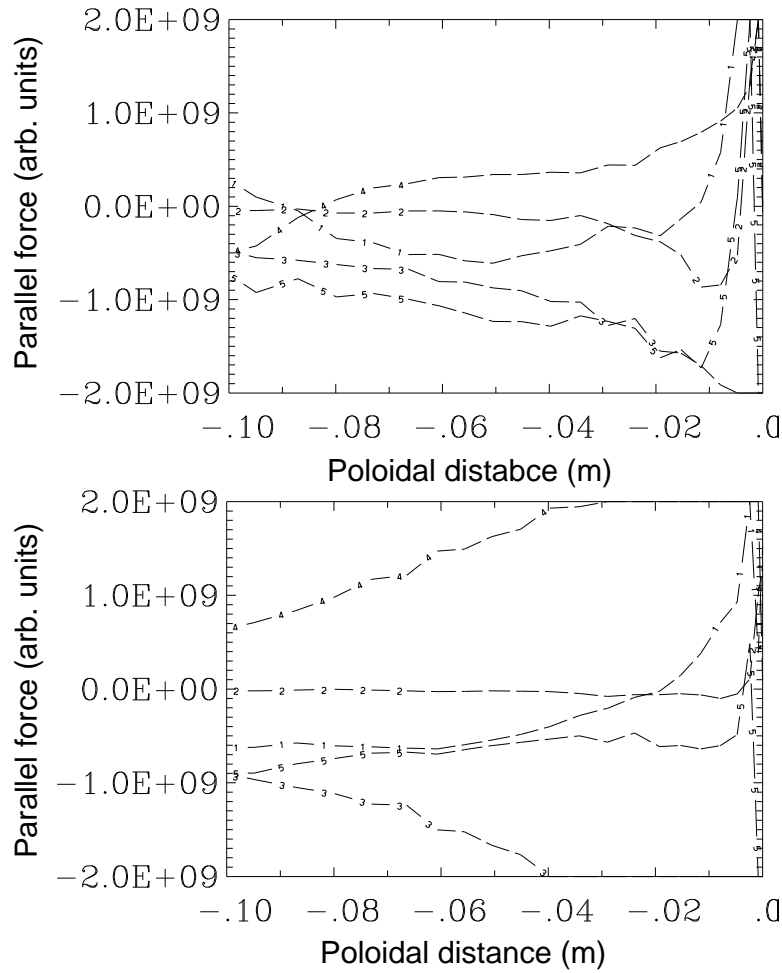 Parallel force (arb. units)
2.0E+09
1.0E+09
0.0E+00
-1.0E+09
-2.0E+09
-.10 -.08 -.06 -.04 -.02 .0
Poloidal distabce (m)
Parallel force (arb. units)
2.0E+09
1.0E+09
0.0E+00
-1.0E+09
-2.0E+09
-.10 -.08 -.06 -.04 -.02 .0
Poloidal distance (m)